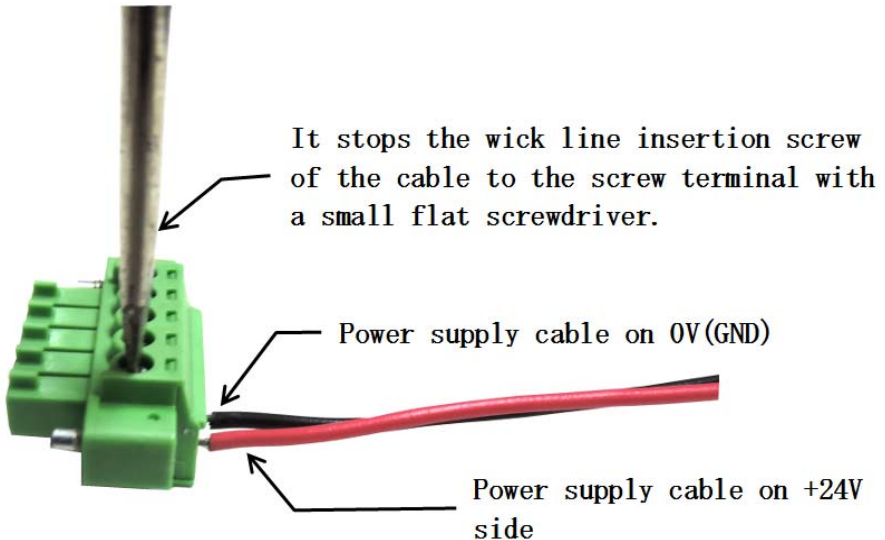 It stops the wick line insertion screw
of the cable to the screw terminal with
a small flat screwdriver.
Power supply cable on 0V(GND)
Power supply cable on +24V
side